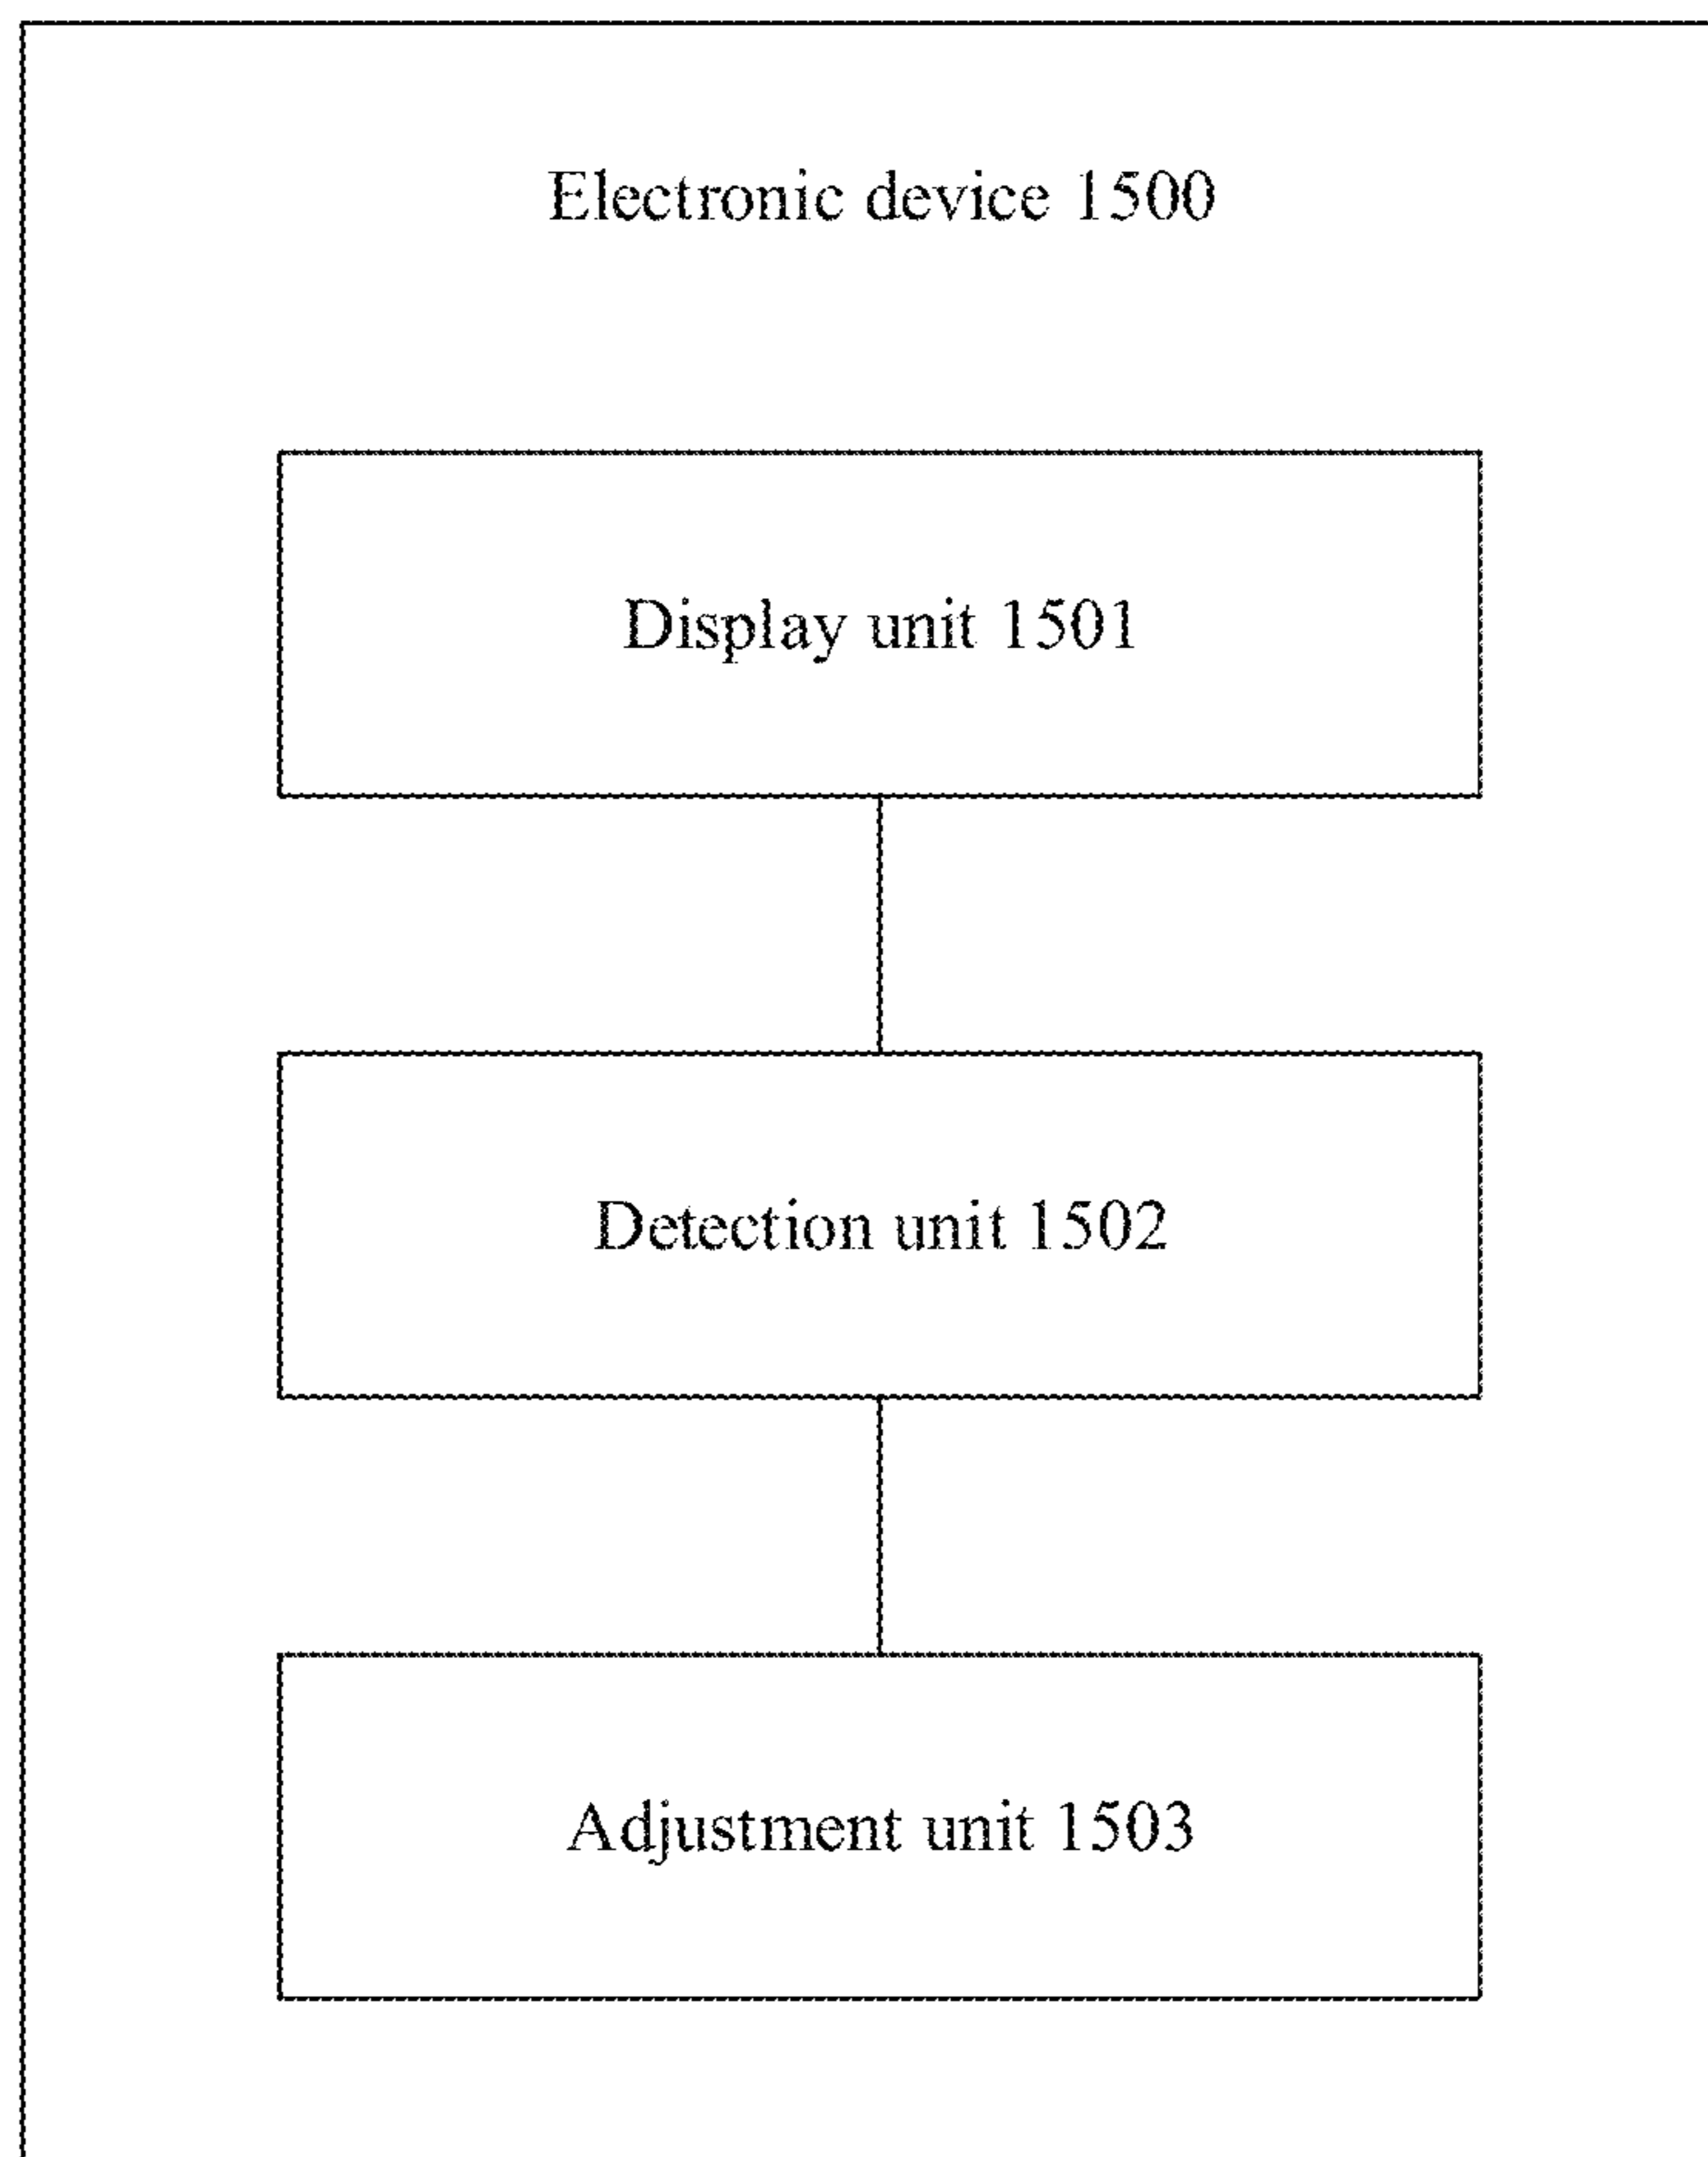 Electronic device 1500
Display unit 1501
Detection unit 1502
Adjustment unit 1503